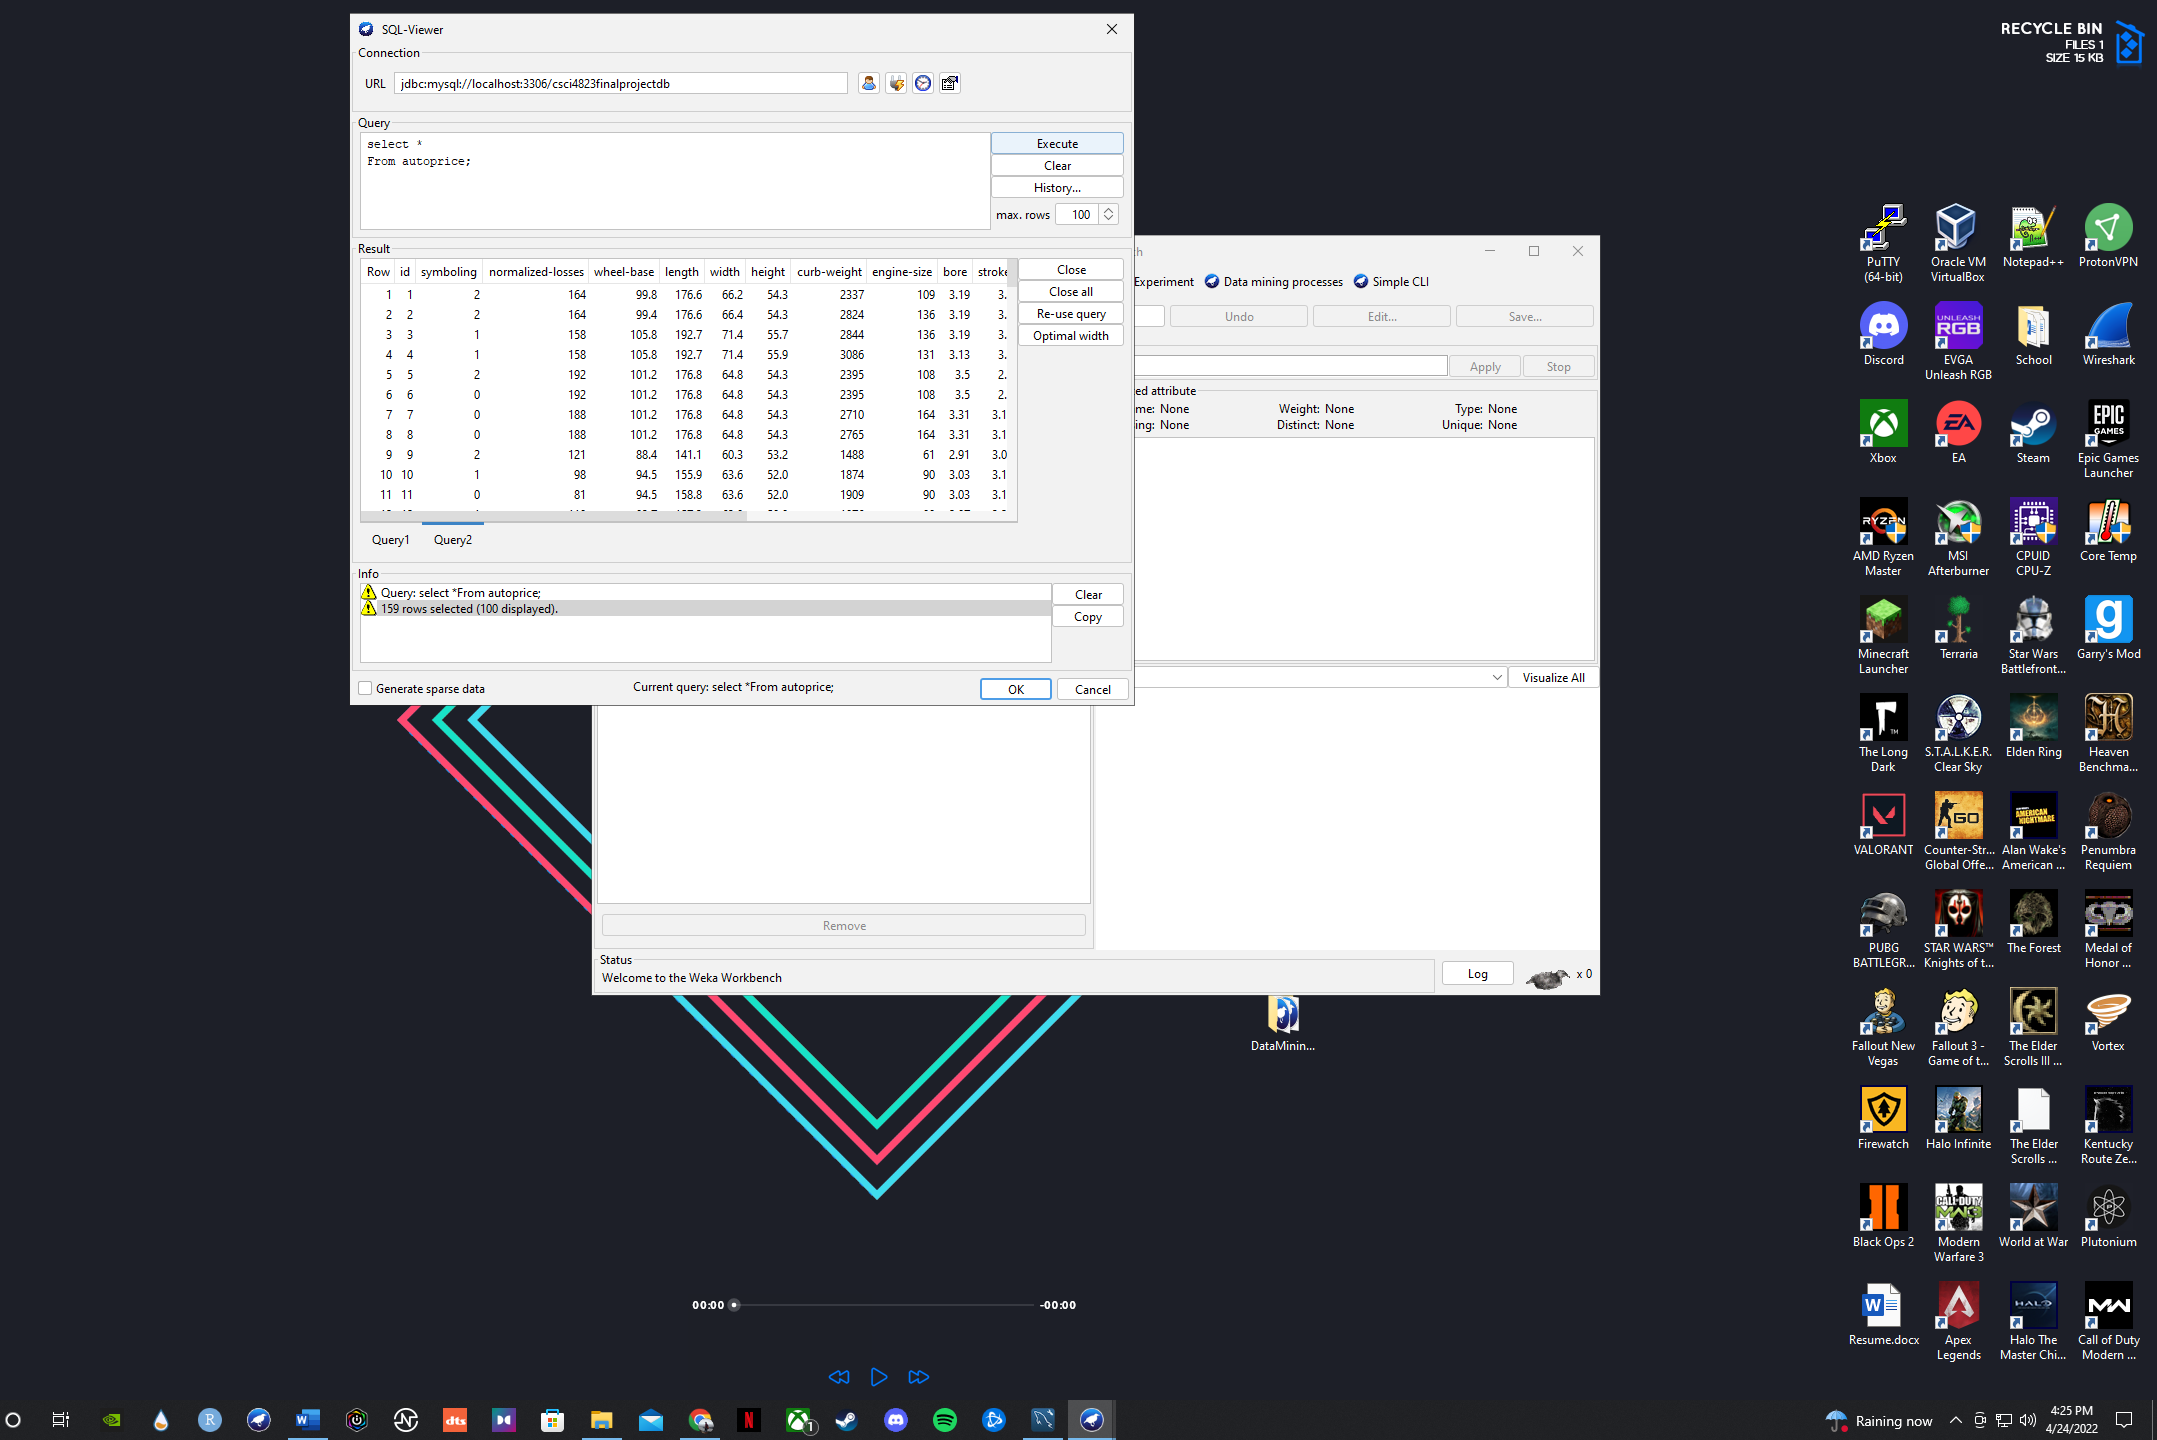 SQL-Viewer
Connection
URL jdbc:mysql://localhost:3306/csci4823finalprojectdb
Query
select *
From autoprice;
Execute
Clear
History...
max. rows 100
Result
Row id symboling normalized-losses wheel-base length width height curb-weight engine-size bore stroke
1 1 2 164 99.8 176.6 66.2 54.3 2337 109 3.19 3.
2 2 2 164 99.4 176.6 66.4 54.3 2824 136 3.19 3.
3 3 1 158 105.8 192.7 71.4 55.7 2844 136 3.19 3.
4 4 1 158 105.8 192.7 71.4 55.9 3086 131 3.13 3.
5 5 2 192 101.2 176.8 64.8 54.3 2395 108 3.5 2.
6 6 0 192 101.2 176.8 64.8 54.3 2395 108 3.5 2.
7 7 0 188 101.2 176.8 64.8 54.3 2710 164 3.31 3.1
8 8 0 188 101.2 176.8 64.8 54.3 2765 164 3.31 3.1
9 9 2 121 88.4 141.1 60.3 53.2 1488 61 2.91 3.0
10 10 1 98 94.5 155.9 63.6 52.0 1874 90 3.03 3.1
11 11 0 81 94.5 158.8 63.6 52.0 1909 90 3.03 3.1
Close
Close all
Re-use query
Optimal width
Query1 Query2
Info
Query: select *From autoprice;
159 rows selected (100 displayed).
Clear
Copy
Generate sparse data
Current query: select *From autoprice;
OK
Cancel
Experiment Data mining processes Simple CLI
Undo Edit... Save...
Apply Stop
ed attribute
me: None Weight: None Type: None
ing: None Distinct: None Unique: None
Visualize All
Remove
Status
Welcome to the Weka Workbench
Log
x 0
DataMinin...
00:00
-00:00
RECYCLE BIN
FILES 1
SIZE 15 KB
PuTTY
(64-bit)
Oracle VM
VirtualBox
Notepad++
ProtonVPN
UNLEASH
RGB
Discord
EVGA
Unleash RGB
School
Wireshark
EA
EPIC
GAMES
Xbox
EA
Steam
Epic Games
Launcher
RYZEN
AMD Ryzen
Master
MSI
Afterburner
CPUID
CPU-Z
Core Temp
g
Minecraft
Launcher
Terraria
Star Wars
Battlefront...
Garry's Mod
TM
The Long
Dark
S.T.A.L.K.E.R.
Clear Sky
Elden Ring
Heaven
Benchma...
GO
AMERICAN
NIGHTMARE
VALORANT
Counter-Str...
Global Offe...
Alan Wake's
American ...
Penumbra
Requiem
PUBG
BATTLEGR...
STAR WARS™
Knights of t...
The Forest
Medal of
Honor ...
Fallout New
Vegas
Fallout 3 -
Game of t...
The Elder
Scrolls III ...
Vortex
Firewatch
Halo Infinite
The Elder
Scrolls ...
Kentucky
Route Ze...
II
CALL OF DUTY
MW3
P
Black Ops 2
Modern
Warfare 3
World at War
Plutonium
W
HALO
MW
Resume.docx
Apex
Legends
Halo The
Master Chi...
Call of Duty
Modern ...
R
W
dts
N
1
Raining now
4:25 PM
4/24/2022